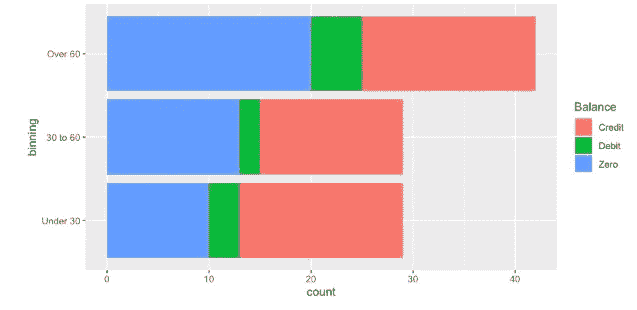 Over 60
30 to 60
Under 30
binning
0 10 20 30 40
count
Balance
Credit
Debit
Zero